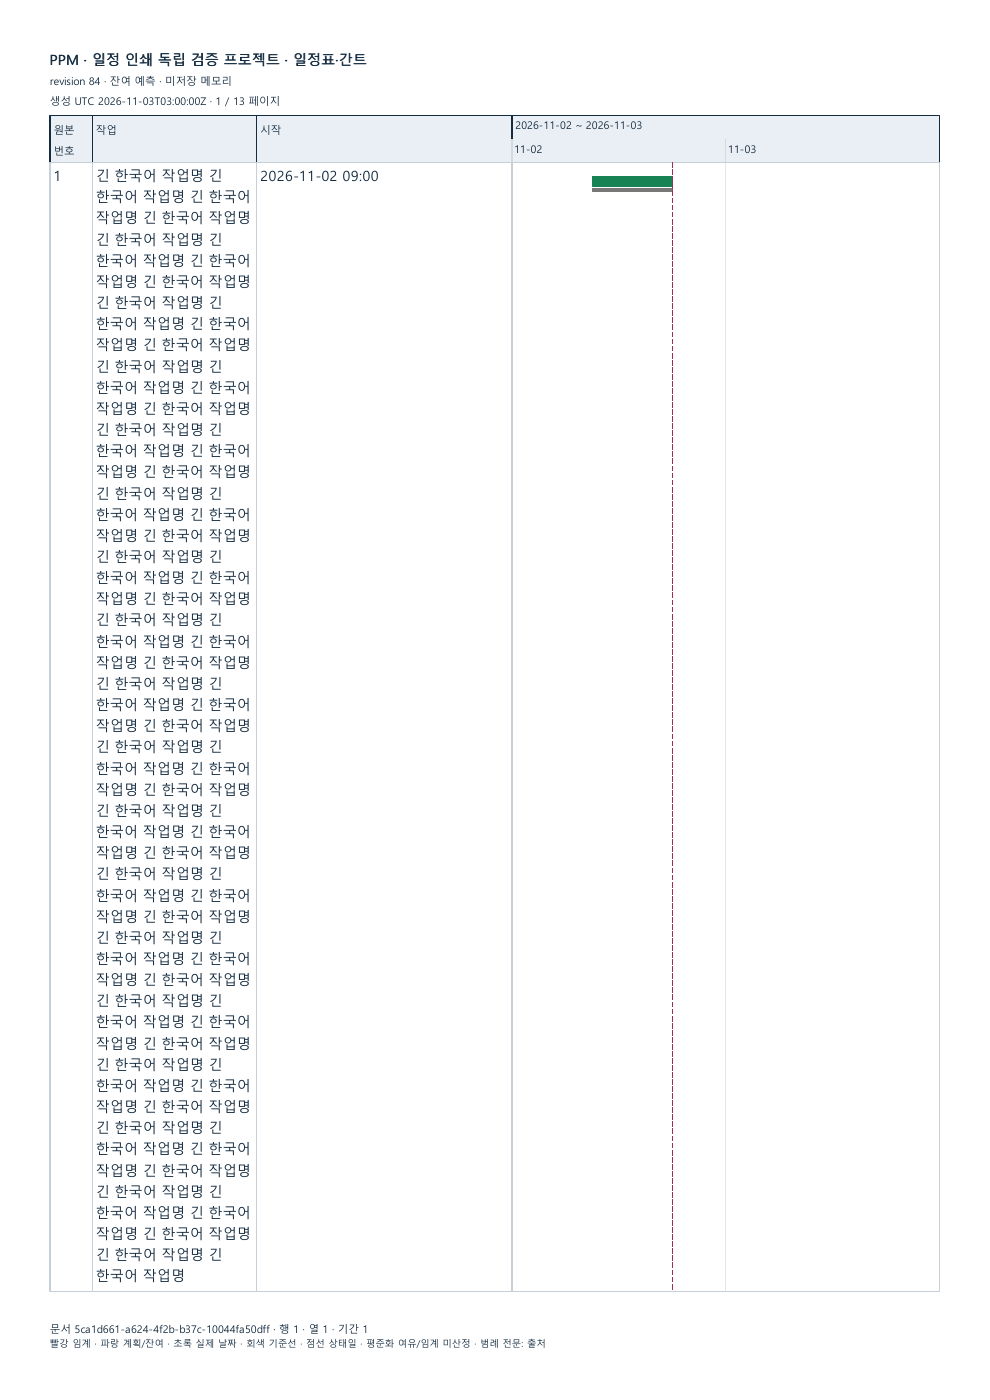 PPM · 일정 인쇄 독립 검증 프로젝트 · 일정표·간트
revision 84 · 잔여 예측 · 미저장 메모리
생성 UTC 2026-11-03T03:00:00Z · 1 / 13 페이지
원본 번호
작업
시작
2026-11-02 ~ 2026-11-03
11-02
11-03
1
긴 한국어 작업명 긴
2026-11-02 09:00
한국어 작업명 긴 한국어
작업명 긴 한국어 작업명
긴 한국어 작업명 긴
한국어 작업명 긴 한국어
작업명 긴 한국어 작업명
긴 한국어 작업명 긴
한국어 작업명 긴 한국어
작업명 긴 한국어 작업명
긴 한국어 작업명 긴
한국어 작업명 긴 한국어
작업명 긴 한국어 작업명
긴 한국어 작업명 긴
한국어 작업명 긴 한국어
작업명 긴 한국어 작업명
긴 한국어 작업명 긴
한국어 작업명 긴 한국어
작업명 긴 한국어 작업명
긴 한국어 작업명 긴
한국어 작업명 긴 한국어
작업명 긴 한국어 작업명
긴 한국어 작업명 긴
한국어 작업명 긴 한국어
작업명 긴 한국어 작업명
긴 한국어 작업명 긴
한국어 작업명 긴 한국어
작업명 긴 한국어 작업명
긴 한국어 작업명 긴
한국어 작업명 긴 한국어
작업명 긴 한국어 작업명
긴 한국어 작업명 긴
한국어 작업명 긴 한국어
작업명 긴 한국어 작업명
긴 한국어 작업명 긴
한국어 작업명 긴 한국어
작업명 긴 한국어 작업명
긴 한국어 작업명 긴
한국어 작업명 긴 한국어
작업명 긴 한국어 작업명
긴 한국어 작업명 긴
한국어 작업명 긴 한국어
작업명 긴 한국어 작업명
긴 한국어 작업명 긴
한국어 작업명 긴 한국어
작업명 긴 한국어 작업명
긴 한국어 작업명 긴
한국어 작업명 긴 한국어
작업명 긴 한국어 작업명
긴 한국어 작업명 긴
한국어 작업명 긴 한국어
작업명 긴 한국어 작업명
긴 한국어 작업명 긴
한국어 작업명
문서 5ca1d661-a624-4f2b-b37c-10044fa50dff · 행 1 · 열 1 · 기간 1
빨강 임계 · 파랑 계획/잔여 · 초록 실제 날짜 · 회색 기준선 · 점선 상태일 · 평준화 여유/임계 미산정 · 범례 전문: 출처